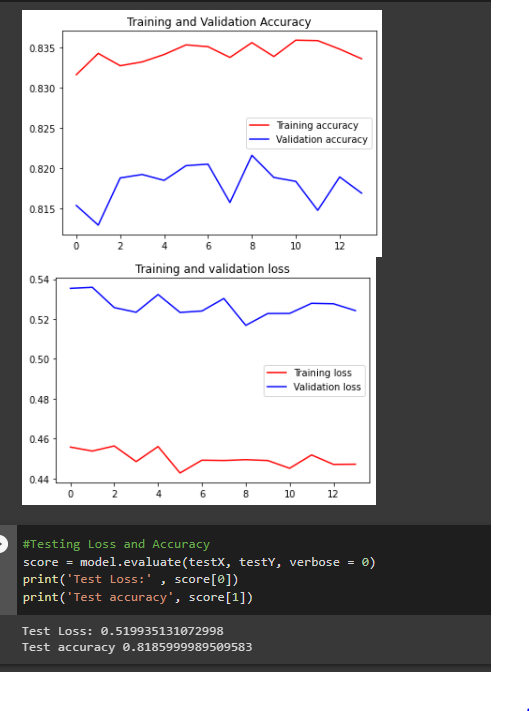 Training and Validation Accuracy
0.835
0.830
0.825
0.820
0.815
Training accuracy
Validation accuracy
0 2 4 6 8 10 12
Training and validation loss
0.54
0.52
0.50
0.48
0.46
0.44
Training loss
Validation loss
0 2 4 6 8 10 12
#Testing Loss and Accuracy
score = model.evaluate(testX, testY, verbose = 0)
print('Test Loss:' , score[0])
print('Test accuracy', score[1])
Test Loss: 0.519935131072998
Test accuracy 0.8185999989509583